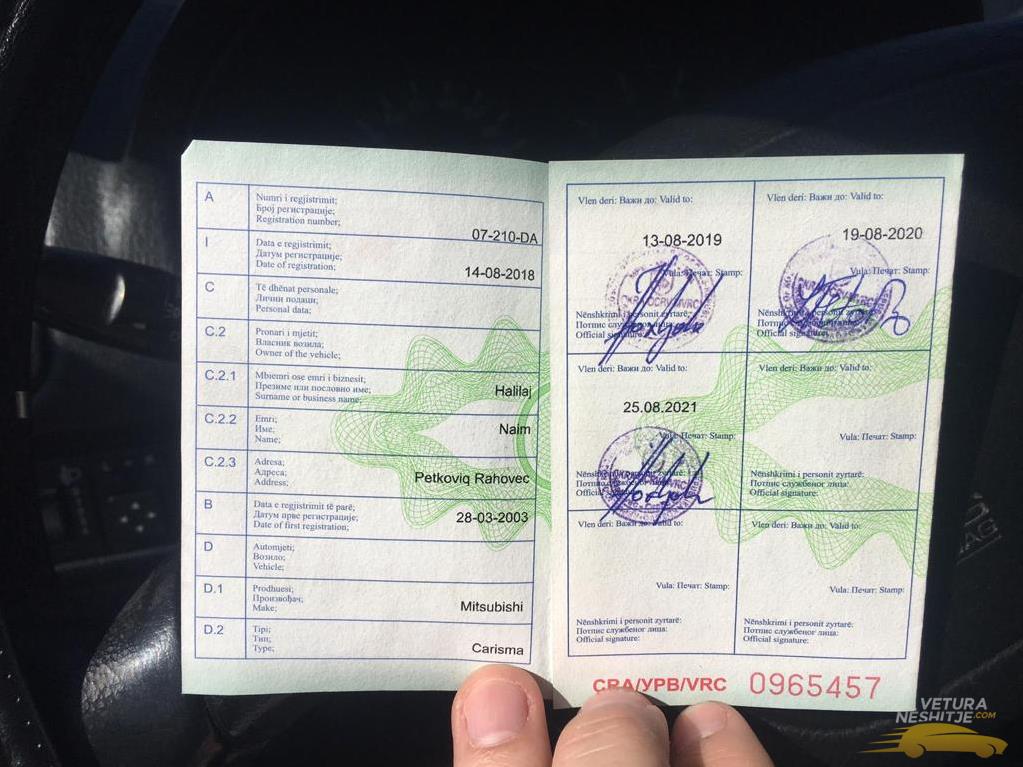 A
Numri i regjistrimit;
Број регистрације;
Registration number;
07-210-DA
I
Data e regjistrimit;
Датум регистрације;
Date of registration;
14-08-2018
C
Të dhënat personale;
Лични подаци;
Personal data;
C.2
Pronari i mjetit;
Власник возила;
Owner of the vehicle;
C.2.1
Mbiemri ose emri i biznesit;
Презиме или пословно име;
Surname or business name;
Halilaj
C.2.2
Emri;
Име;
Name;
Naim
C.2.3
Adresa;
Адреса;
Address;
Petkoviq Rahovec
B
Data e regjistrimit të parë;
Датум прве регистрације;
Date of first registration;
28-03-2003
D
Automjeti;
Возило;
Vehicle;
D.1
Prodhuesi;
Произвођач;
Make;
Mitsubishi
D.2
Tipi;
Тип;
Type;
Carisma
Vlen deri: Важи до: Valid to:
13-08-2019
Vula: Печат: Stamp:
Nënshkrimi i personit zyrtarë:
Потпис службеног лица:
Official signature:
Vlen deri: Важи до: Valid to:
19-08-2020
Vula: Печат: Stamp:
Nënshkrimi i personit zyrtarë:
Official signature:
Vlen deri: Важи до: Valid to:
25.08.2021
Vula: Печат: Stamp:
Nënshkrimi i personit zyrtarë:
Vlen deri: Важи до: Valid to:
Vula: Печат: Stamp:
Nënshkrimi i personit zyrtarë:
Потпис службеног лица:
Official signature:
Vlen deri: Важи до: Valid to:
Vula: Печат: Stamp:
Nënshkrimi i personit zyrtarë:
Потпис службеног лица:
Official signature:
Vlen deri: Важи до: Valid to:
Vula: Печат: Stamp:
Nënshkrimi i personit zyrtarë:
Потпис службеног лица:
Official signature:
CRA/УРВ/VRC 0965457
VETURA
NESHITJE.COM